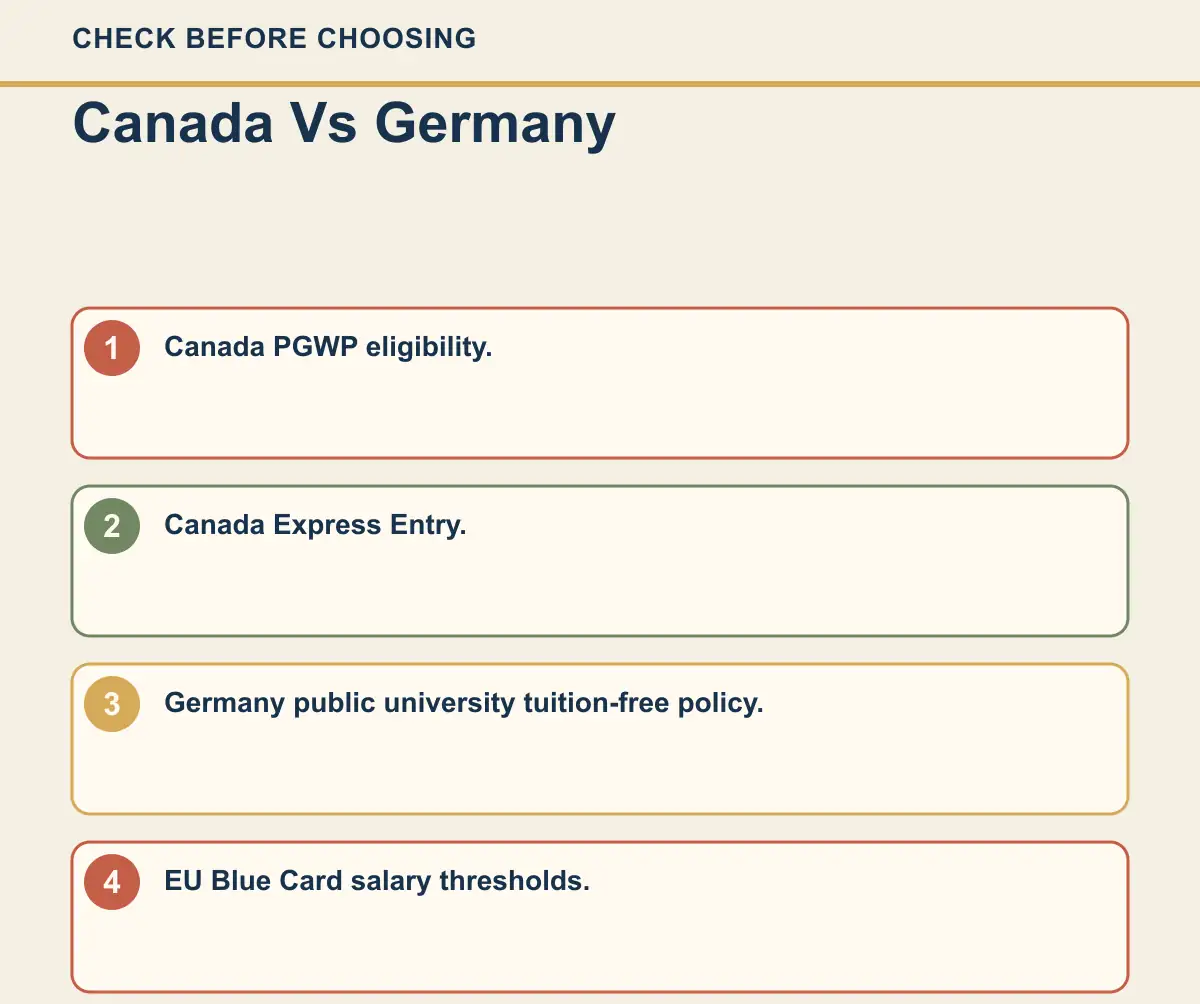 CHECK BEFORE CHOOSING
Canada Vs Germany
1 Canada PGWP eligibility.
2 Canada Express Entry.
3 Germany public university tuition-free policy.
4 EU Blue Card salary thresholds.